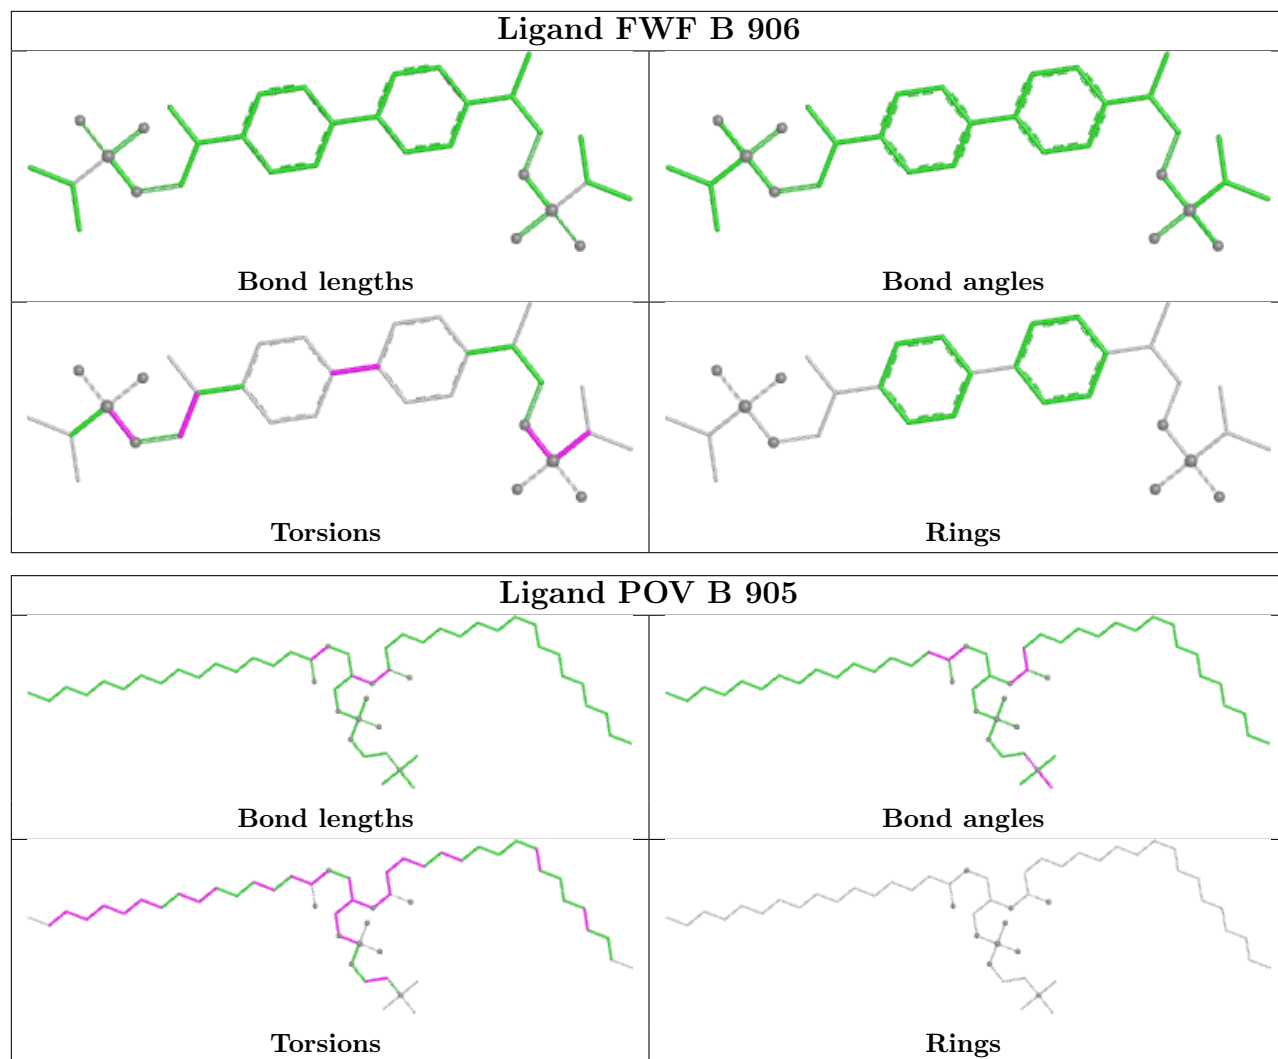 Ligand FWF B 906
Bond lengths
Bond angles
Torsions
Rings
Ligand POV B 905
Bond lengths
Bond angles
Torsions
Rings